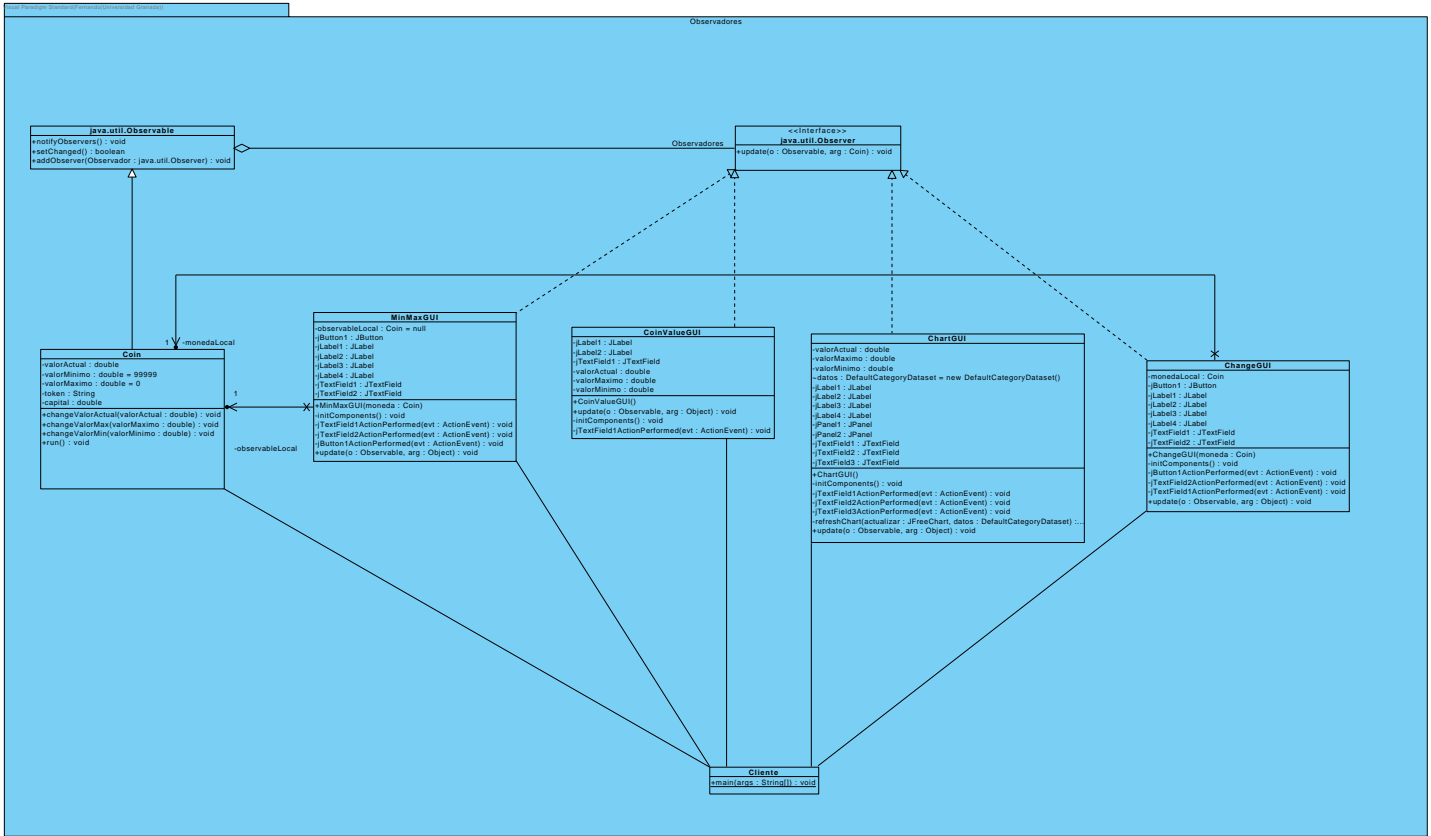 Visual Paradigm Standard(Fernando(Universidad Granada))
Observadores
java.util.Observable
+notifyObservers() : void
+setChanged() : boolean
+addObserver(Observador : java.util.Observer) : void
Observadores
<<Interface>>
java.util.Observer
+update(o : Observable, arg : Coin) : void
1
-monedaLocal
Coin
-valorActual : double
-valorMinimo : double = 99999
-valorMaximo : double = 0
-token : String
-capital : double
+changeValorActual(valorActual : double) : void
+changeValorMax(valorMaximo : double) : void
+changeValorMin(valorMinimo : double) : void
+run() : void
1
-observableLocal
MinMaxGUI
-observableLocal : Coin = null
-jButton1 : JButton
-jLabel1 : JLabel
-jLabel2 : JLabel
-jLabel3 : JLabel
-jLabel4 : JLabel
-jTextField1 : JTextField
-jTextField2 : JTextField
+MinMaxGUI(moneda : Coin)
-initComponents() : void
-jTextField1ActionPerformed(evt : ActionEvent) : void
-jTextField2ActionPerformed(evt : ActionEvent) : void
-jButton1ActionPerformed(evt : ActionEvent) : void
+update(o : Observable, arg : Object) : void
CoinValueGUI
-jLabel1 : JLabel
-jLabel2 : JLabel
-jTextField1 : JTextField
-valorActual : double
-valorMaximo : double
-valorMinimo : double
+CoinValueGUI()
+update(o : Observable, arg : Object) : void
-initComponents() : void
-jTextField1ActionPerformed(evt : ActionEvent) : void
ChartGUI
-valorActual : double
-valorMaximo : double
-valorMinimo : double
~datos : DefaultCategoryDataset = new DefaultCategoryDataset()
-jLabel1 : JLabel
-jLabel2 : JLabel
-jLabel3 : JLabel
-jLabel4 : JLabel
-jPanel1 : JPanel
-jPanel2 : JPanel
-jTextField1 : JTextField
-jTextField2 : JTextField
-jTextField3 : JTextField
+ChartGUI()
-initComponents() : void
-jTextField1ActionPerformed(evt : ActionEvent) : void
-jTextField2ActionPerformed(evt : ActionEvent) : void
-jTextField3ActionPerformed(evt : ActionEvent) : void
-refreshChart(actualizar : JFreeChart, datos : DefaultCategoryDataset) :...
+update(o : Observable, arg : Object) : void
ChangeGUI
-monedaLocal : Coin
-jButton1 : JButton
-jLabel1 : JLabel
-jLabel2 : JLabel
-jLabel3 : JLabel
-jLabel4 : JLabel
-jTextField1 : JTextField
-jTextField2 : JTextField
+ChangeGUI(moneda : Coin)
-initComponents() : void
-jButton1ActionPerformed(evt : ActionEvent) : void
-jTextField2ActionPerformed(evt : ActionEvent) : void
-jTextField1ActionPerformed(evt : ActionEvent) : void
+update(o : Observable, arg : Object) : void
Cliente
+main(args : String[]) : void